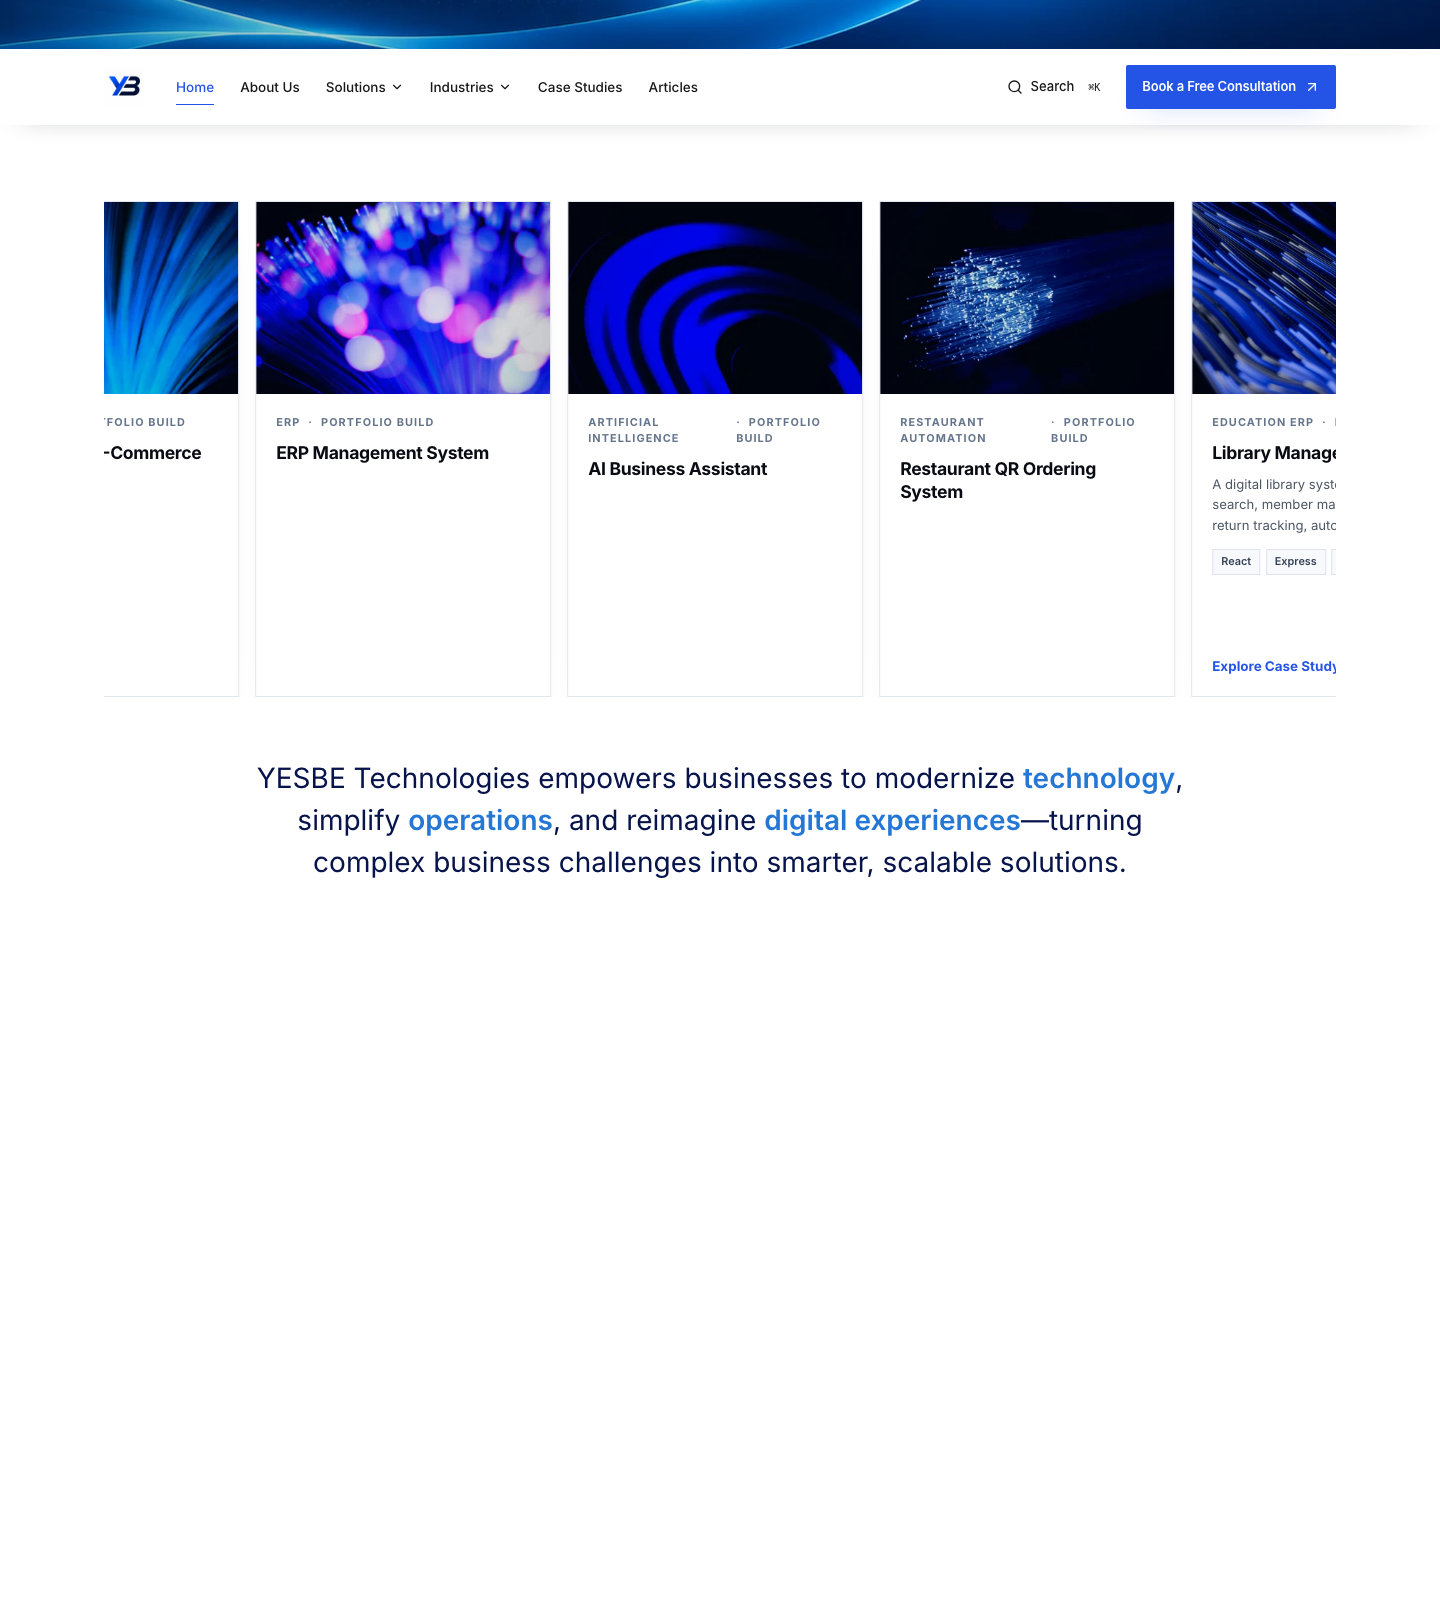 YB
Home
About Us
Solutions
Industries
Case Studies
Articles
Search ⌘K
Book a Free Consultation
FOLIO BUILD
-Commerce
ERP · PORTFOLIO BUILD
ERP Management System
ARTIFICIAL INTELLIGENCE · PORTFOLIO BUILD
AI Business Assistant
RESTAURANT AUTOMATION · PORTFOLIO BUILD
Restaurant QR Ordering
System
EDUCATION ERP ·
Library Manage
A digital library syste
search, member ma
return tracking, auto
React
Express
Explore Case Study
YESBE Technologies empowers businesses to modernize technology,
simplify operations, and reimagine digital experiences—turning
complex business challenges into smarter, scalable solutions.